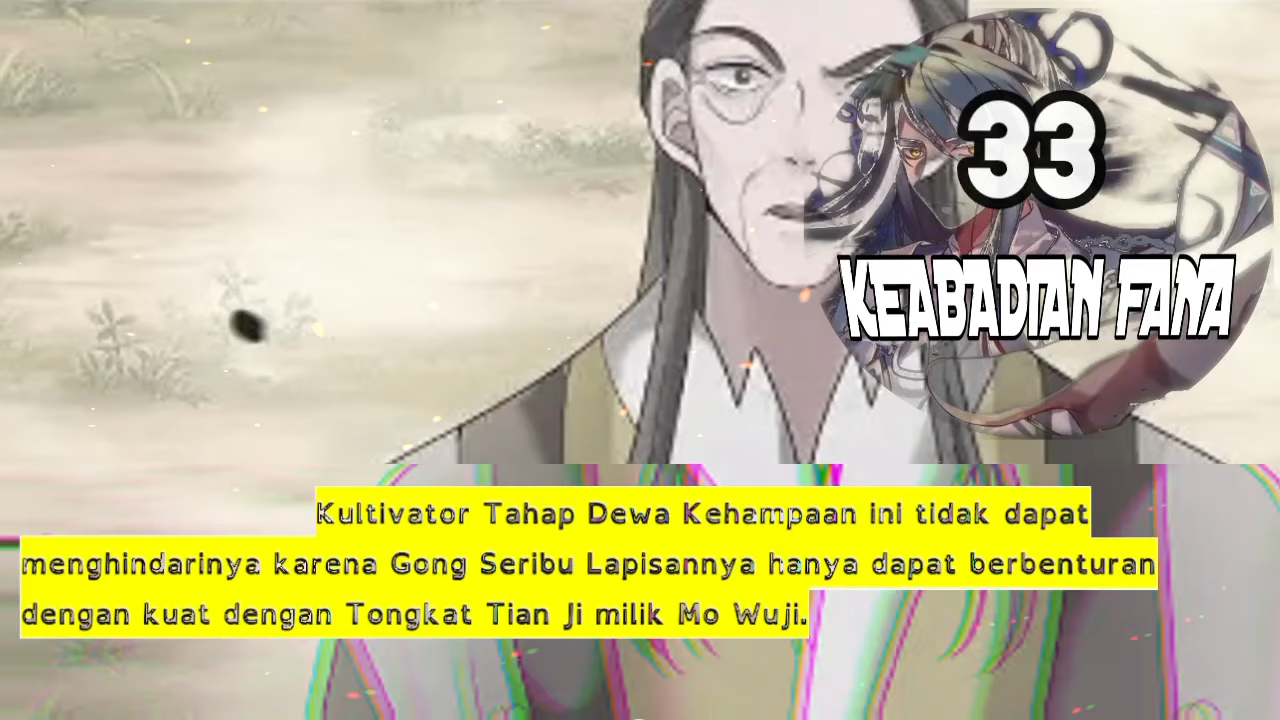 33
KEABADIAN FANA
Kultivator Tahap Dewa Kehampaan ini tidak dapat
menghindarinya karena Gong Seribu Lapisannya hanya dapat berbenturan
dengan kuat dengan Tongkat Tian Ji milik Mo Wuji.